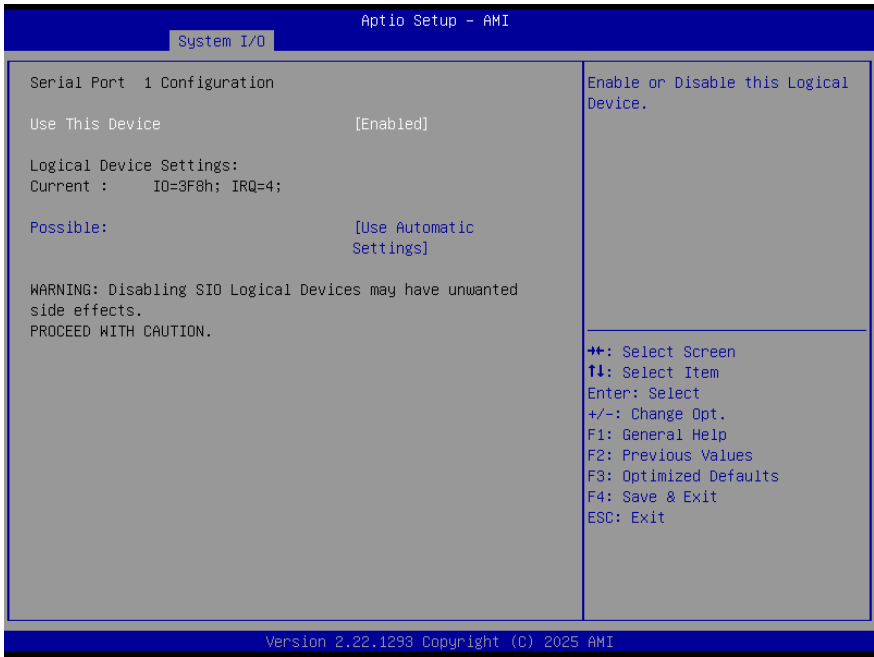 Aptio Setup - AMI
System I/O
Serial Port  1 Configuration
Use This Device [Enabled]
Logical Device Settings:
Current :     IO=3F8h; IRQ=4;
Possible: [Use Automatic
Settings]
WARNING: Disabling SIO Logical Devices may have unwanted
side effects.
PROCEED WITH CAUTION.
Enable or Disable this Logical
Device.
→←: Select Screen
↑↓: Select Item
Enter: Select
+/-: Change Opt.
F1: General Help
F2: Previous Values
F3: Optimized Defaults
F4: Save & Exit
ESC: Exit
Version 2.22.1293 Copyright (C) 2025 AMI